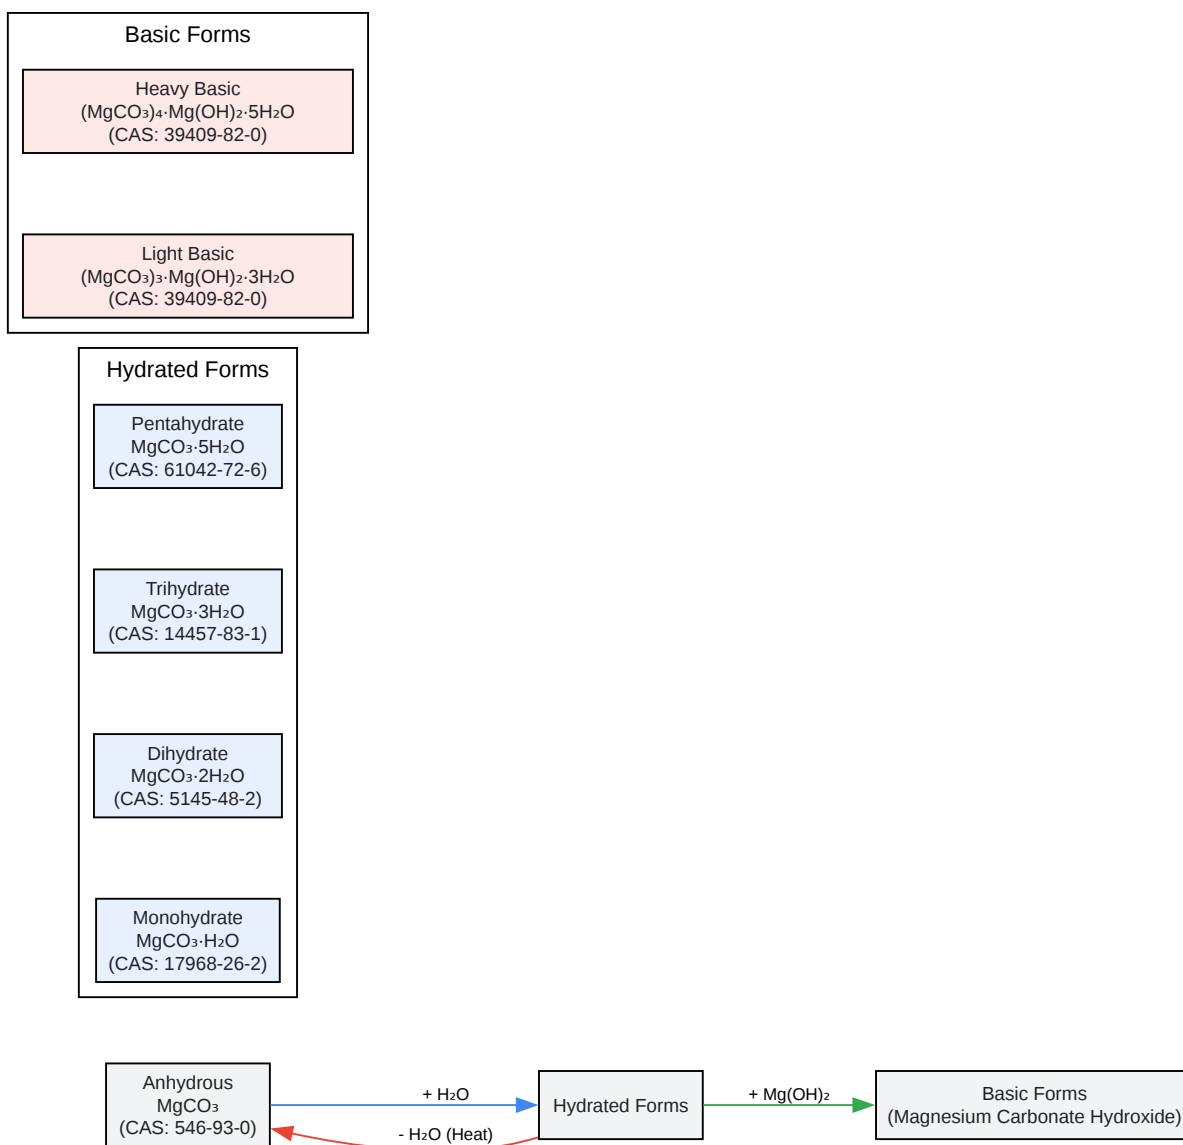 Basic Forms
Heavy Basic
(MgCO₃)₄·Mg(OH)₂·5H₂O
(CAS: 39409-82-0)
Light Basic
(MgCO₃)₃·Mg(OH)₂·3H₂O
(CAS: 39409-82-0)
Hydrated Forms
Pentahydrate
MgCO₃·5H₂O
(CAS: 61042-72-6)
Trihydrate
MgCO₃·3H₂O
(CAS: 14457-83-1)
Dihydrate
MgCO₃·2H₂O
(CAS: 5145-48-2)
Monohydrate
MgCO₃·H₂O
(CAS: 17968-26-2)
Anhydrous
MgCO₃
(CAS: 546-93-0)
+ H₂O
- H₂O (Heat)
Hydrated Forms
+ Mg(OH)₂
Basic Forms
(Magnesium Carbonate Hydroxide)